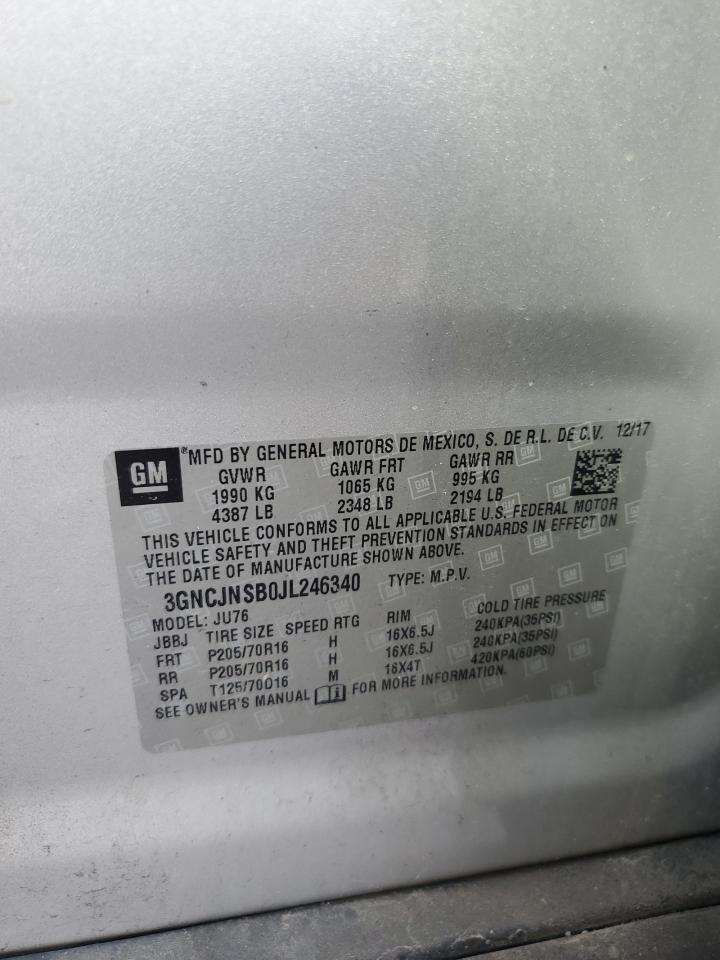 GM
®MFD BY GENERAL MOTORS DE MEXICO, S. DE R.L. DE C.V. 12/17
GVWR GAWR FRT GAWR RR
1990 KG 1065 KG 995 KG
4387 LB 2348 LB 2194 LB
THIS VEHICLE CONFORMS TO ALL APPLICABLE U.S. FEDERAL MOTOR
VEHICLE SAFETY AND THEFT PREVENTION STANDARDS IN EFFECT ON
THE DATE OF MANUFACTURE SHOWN ABOVE.
3GNCJNSB0JL246340 TYPE: M.P.V.
MODEL: JU76
JBBJ TIRE SIZE SPEED RTG RIM COLD TIRE PRESSURE
FRT P205/70R16 H 16X6.5J 240KPA(35PSI)
RR P205/70R16 H 16X6.5J 240KPA(35PSI)
SPA T125/70D16 M 16X4T 420KPA(60PSI)
SEE OWNER'S MANUAL FOR MORE INFORMATION.